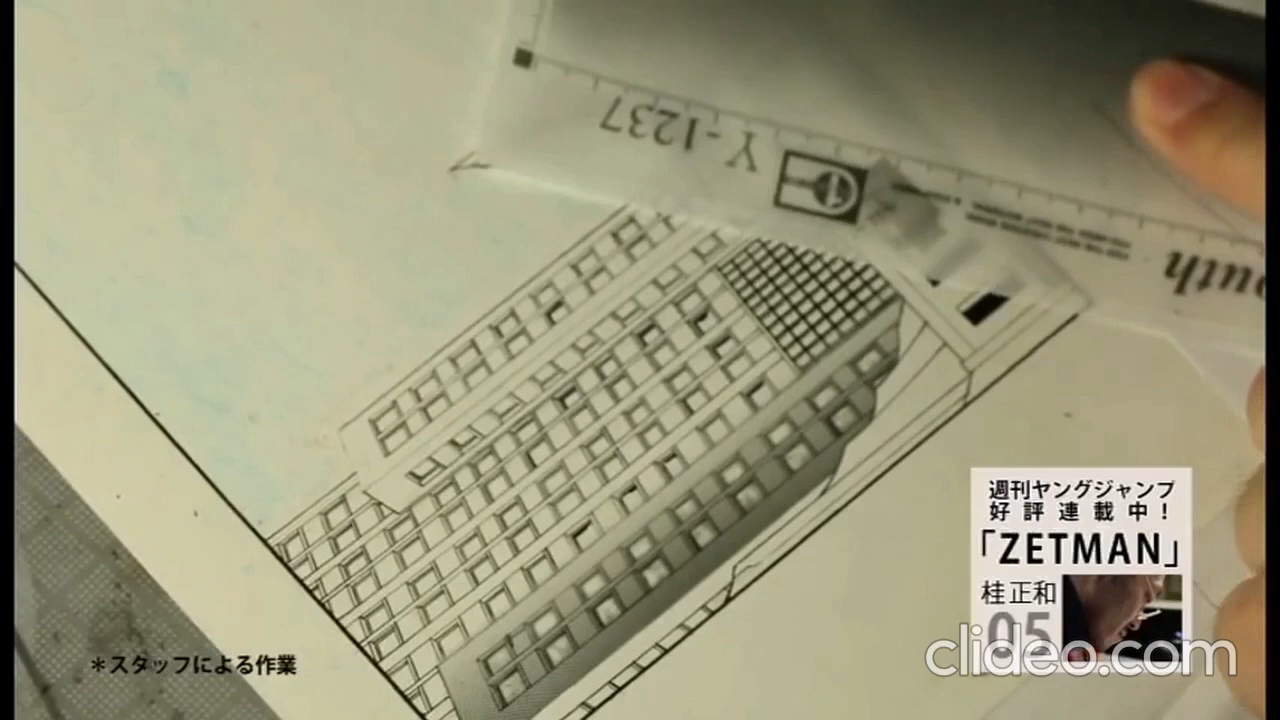 Y-1237
outh
週刊ヤングジャンプ
好評連載中！
「ZETMAN」
桂正和
05
clideo.com
＊スタッフによる作業